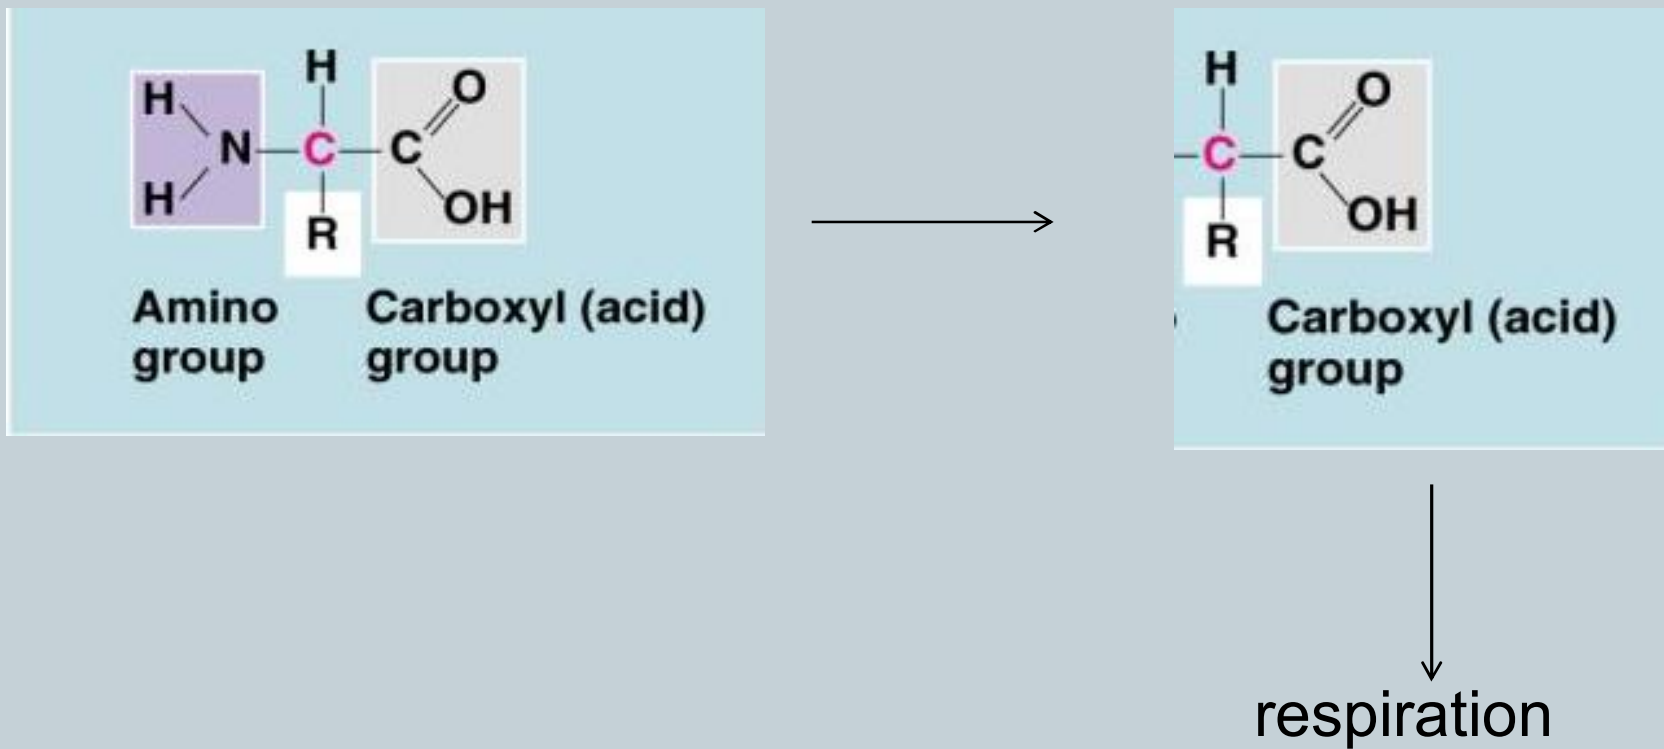 H
H
N
C
H
R
C
O
OH
Amino
group
Carboxyl (acid)
group
H
C
R
C
O
OH
Carboxyl (acid)
group
respiration